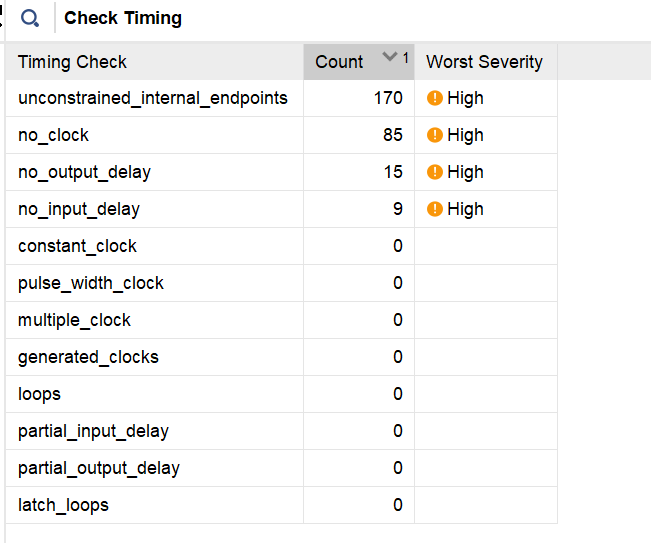 Check Timing
Timing Check Count 1 Worst Severity
unconstrained_internal_endpoints 170 High
no_clock 85 High
no_output_delay 15 High
no_input_delay 9 High
constant_clock 0
pulse_width_clock 0
multiple_clock 0
generated_clocks 0
loops 0
partial_input_delay 0
partial_output_delay 0
latch_loops 0